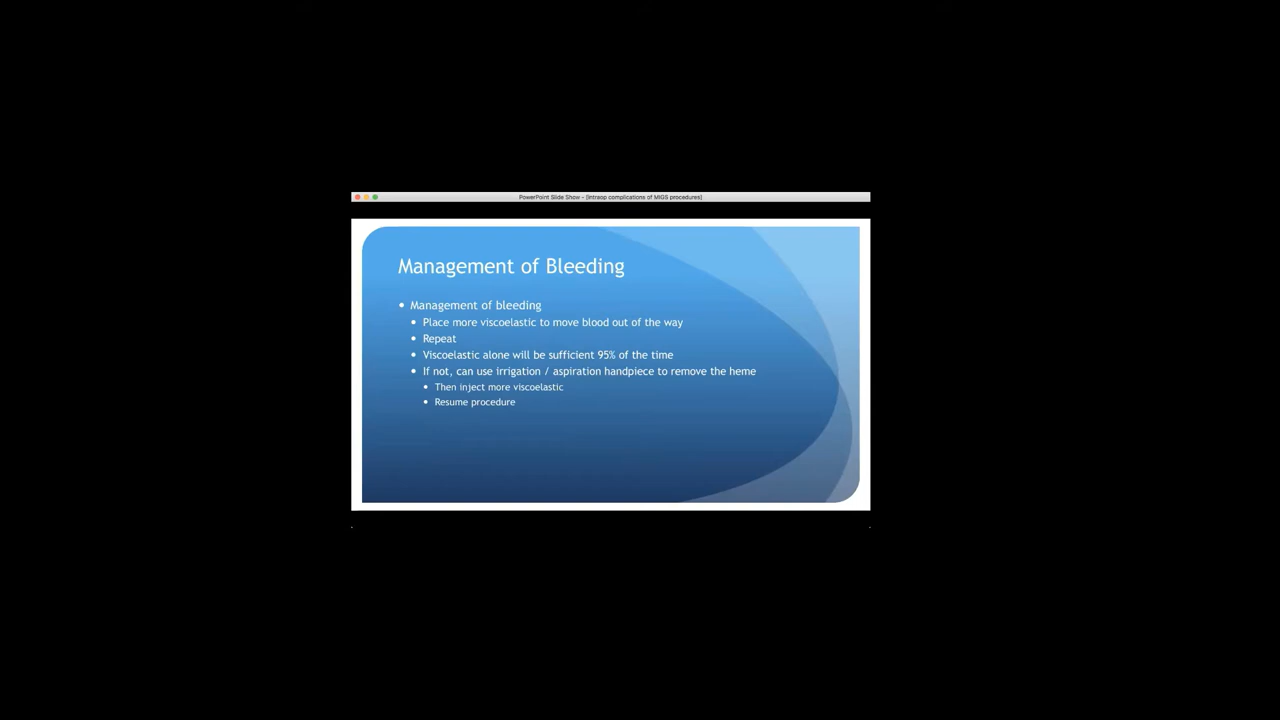 PowerPoint Slide Show - [Intraop complications of MIGS procedures]
Management of Bleeding
• Management of bleeding
• Place more viscoelastic to move blood out of the way
• Repeat
• Viscoelastic alone will be sufficient 95% of the time
• If not, can use irrigation / aspiration handpiece to remove the heme
• Then inject more viscoelastic
• Resume procedure